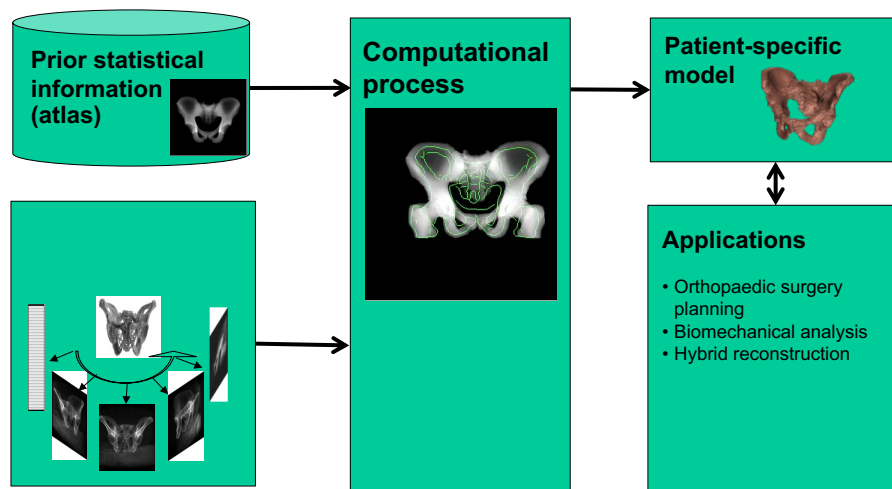 Prior statistical
information
(atlas)
Computational
process
Patient-specific
model
Applications
• Orthopaedic surgery
planning
• Biomechanical analysis
• Hybrid reconstruction